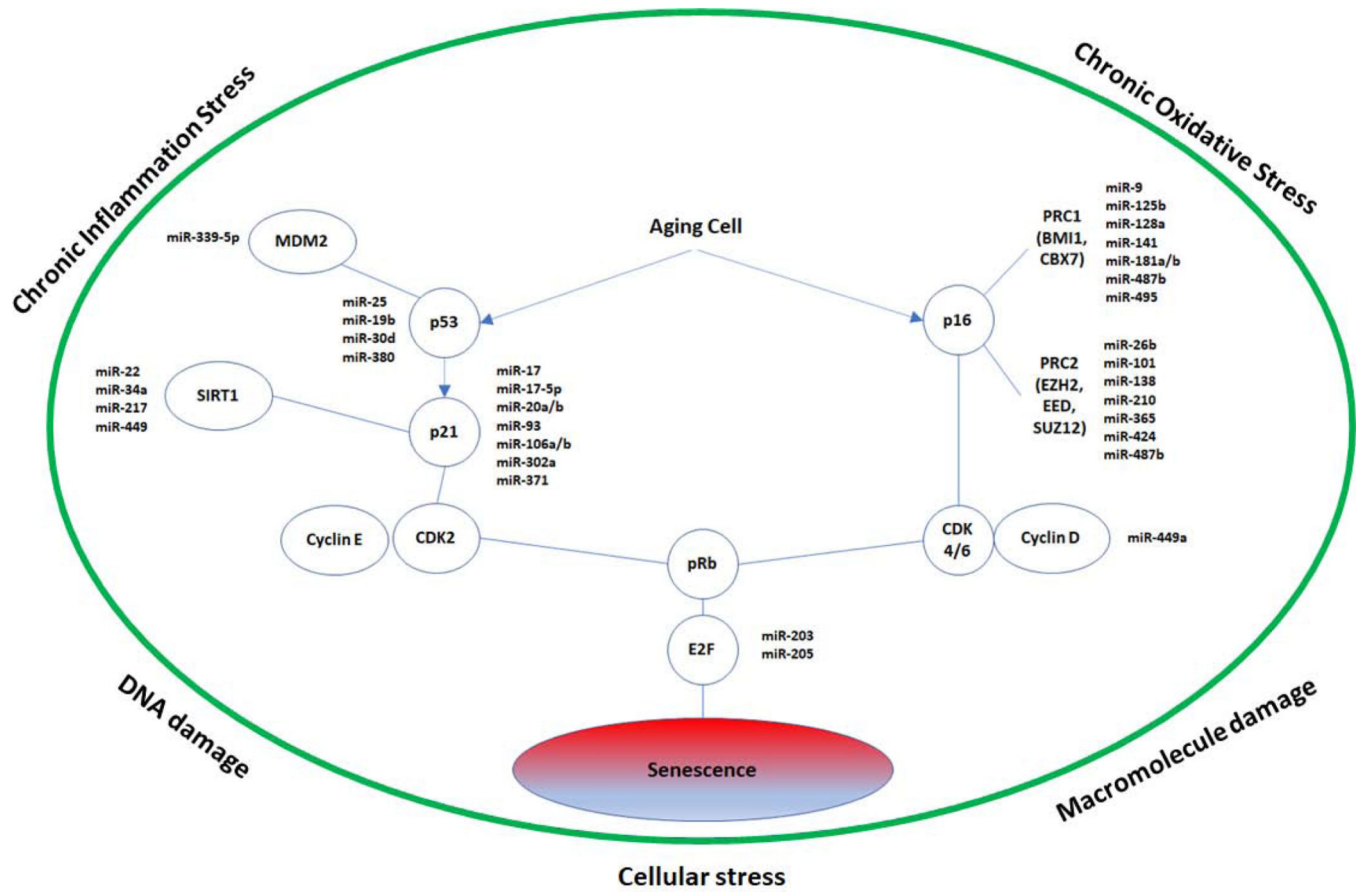 Chronic Inflammation Stress
Chronic Oxidative Stress
Aging Cell
miR-339-5p
MDM2
miR-25
miR-19b
miR-30d
miR-380
p53
p16
PRC1
(BMI1,
CBX7)
miR-9
miR-125b
miR-128a
miR-141
miR-181a/b
miR-487b
miR-495
miR-22
miR-34a
miR-217
miR-449
SIRT1
p21
miR-17
miR-17-5p
miR-20a/b
miR-93
miR-106a/b
miR-302a
miR-371
PRC2
(EZH2,
EED,
SUZ12)
miR-26b
miR-101
miR-138
miR-210
miR-365
miR-424
miR-487b
Cyclin E
CDK2
pRb
CDK
4/6
Cyclin D
miR-449a
E2F
miR-203
miR-205
Senescence
DNA damage
Macromolecule damage
Cellular stress